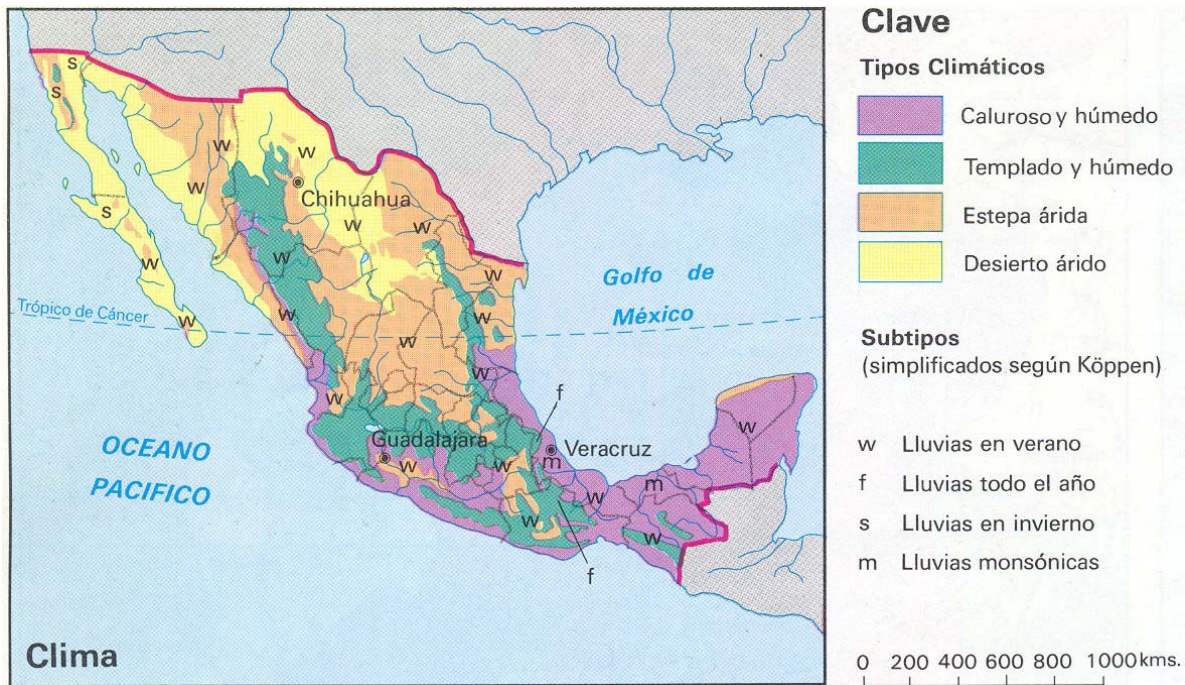 Clave
Tipos Climáticos
Caluroso y húmedo
Templado y húmedo
Estepa árida
Desierto árido
Subtipos
(simplificados según Köppen)
w Lluvias en verano
f Lluvias todo el año
s Lluvias en invierno
m Lluvias monsónicas
0 200 400 600 800 1000 kms.
s
s
w
w
w
Chihuahua
s
w
w
w
w
w
Golfo de
México
Trópico de Cáncer
w
w
w
w
w
w
w
f
OCEANO
PACIFICO
Guadalajara
Veracruz
w
w
w
m
m
w
w
w
f
Clima